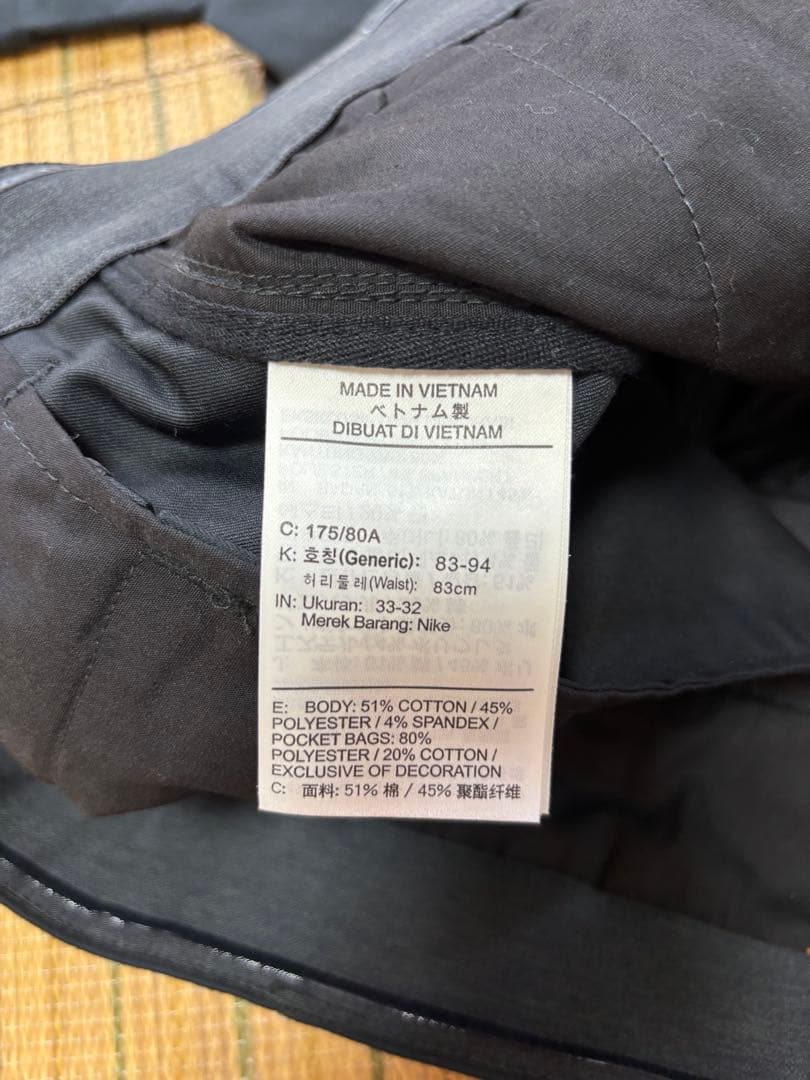 MADE IN VIETNAM
ベトナム製
DIBUAT DI VIETNAM
C: 175/80A
K: 호칭(Generic): 83-94
허리둘레(Waist): 83cm
IN: Ukuran: 33-32
Merek Barang: Nike
E: BODY: 51% COTTON / 45%
POLYESTER / 4% SPANDEX /
POCKET BAGS: 80%
POLYESTER / 20% COTTON /
EXCLUSIVE OF DECORATION
C: 面料: 51% 棉 / 45% 聚酯纤维